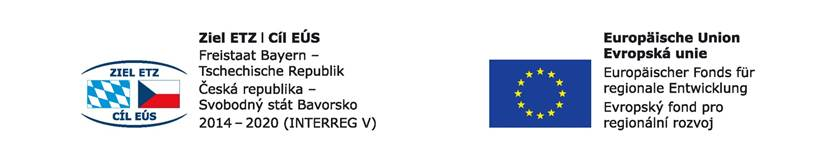 ZIEL ETZ
CÍL EÚS
Ziel ETZ | Cíl EÚS
Freistaat Bayern –
Tschechische Republik
Česká republika –
Svobodný stát Bavorsko
2014 – 2020 (INTERREG V)
Europäische Union
Evropská unie
Europäischer Fonds für
regionale Entwicklung
Evropský fond pro
regionální rozvoj